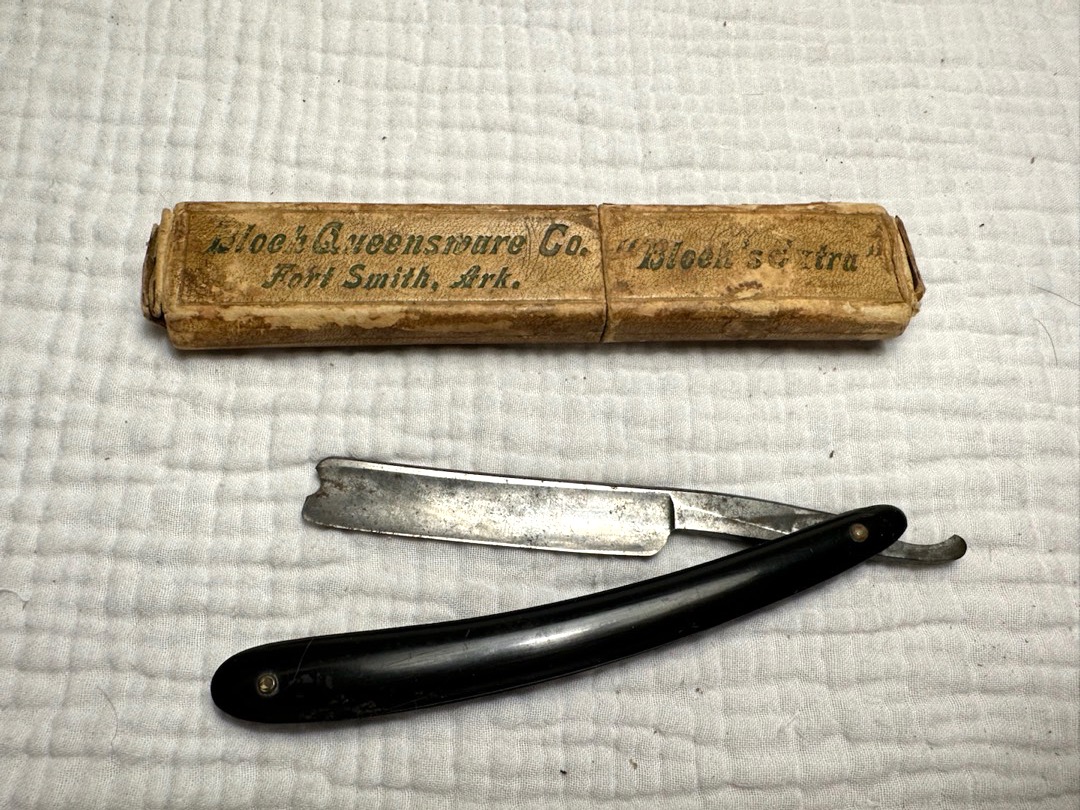 Bloch Queensware Co.
Fort Smith, Ark.
"Bloch's Extra"